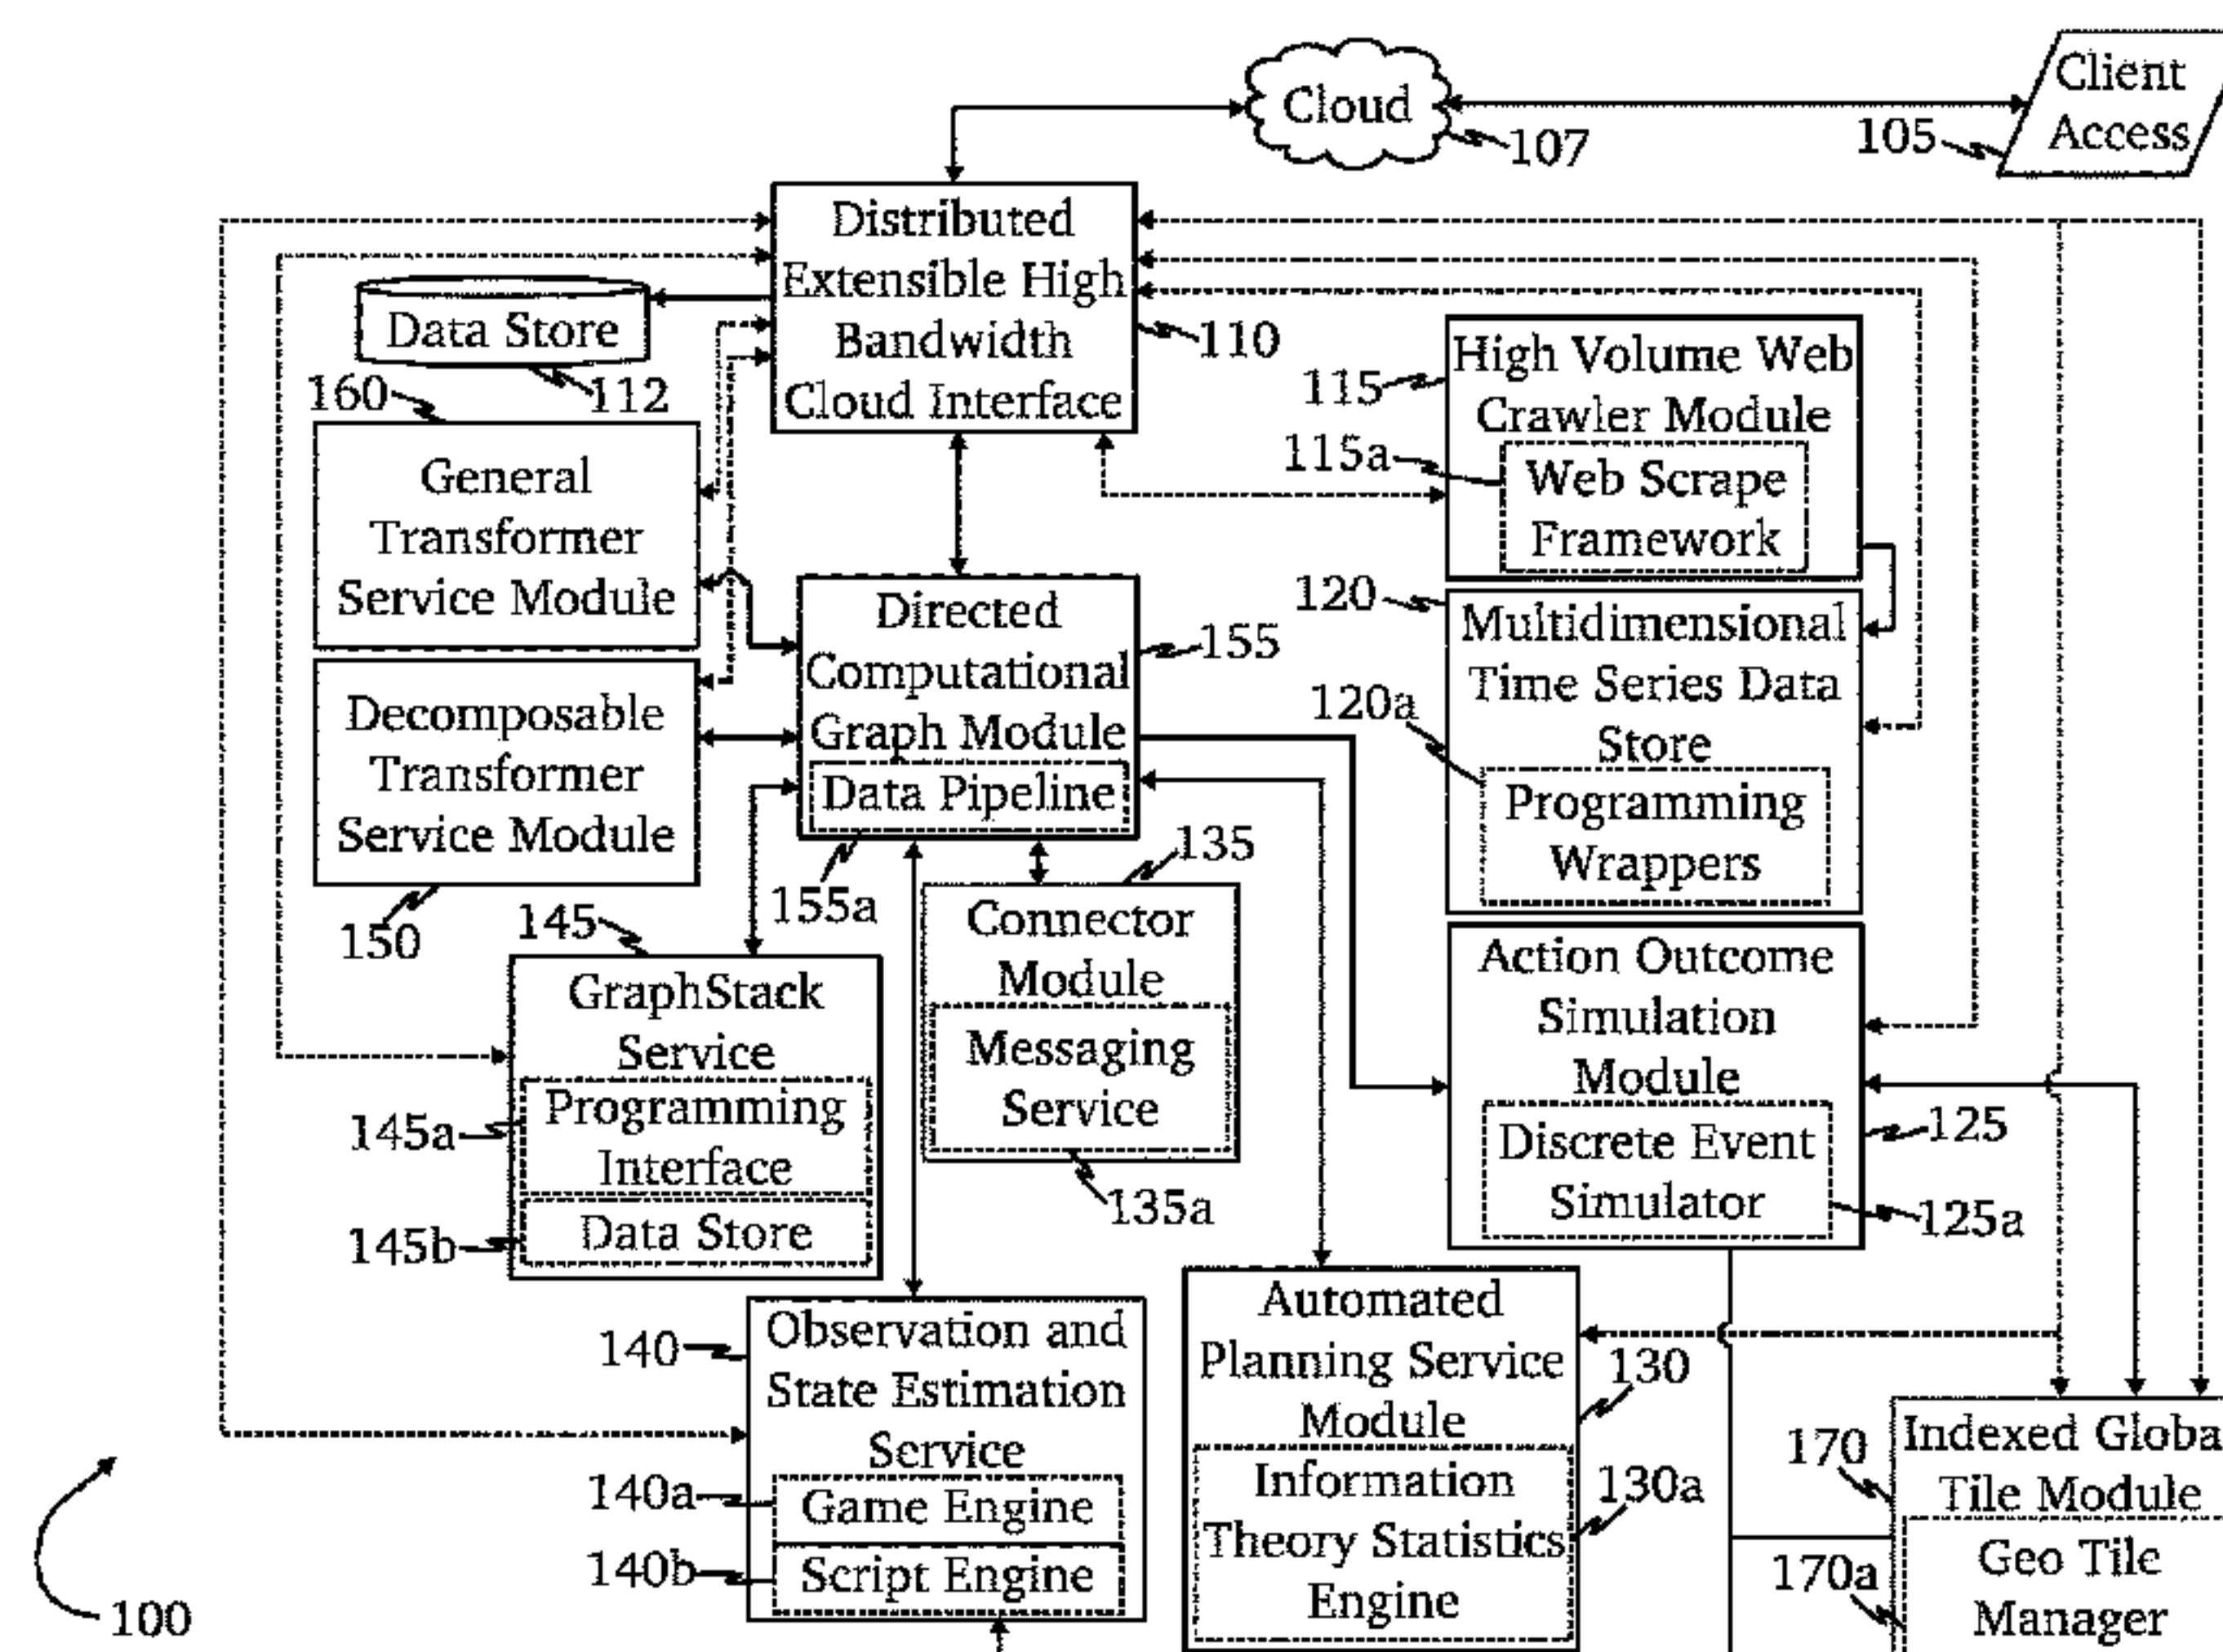 Cloud
107
Client
Access
105
Distributed
Extensible High
Bandwidth
Cloud Interface
110
Data Store
112
160
General
Transformer
Service Module
High Volume Web
Crawler Module
115
115a
Web Scrape
Framework
Directed
Computational
Graph Module
Data Pipeline
155
155a
120
Multidimensional
Time Series Data
Store
120a
Programming
Wrappers
Decomposable
Transformer
Service Module
150
135
Connector
Module
Messaging
Service
135a
145
GraphStack
Service
145a
Programming
Interface
145b
Data Store
Action Outcome
Simulation
Module
125
Discrete Event
Simulator
125a
140
Observation and
State Estimation
Service
140a
Game Engine
140b
Script Engine
Automated
Planning Service
Module
130
Information
Theory Statistics
Engine
130a
170
Indexed Globa
Tile Module
170a
Geo Tile
Manager
100